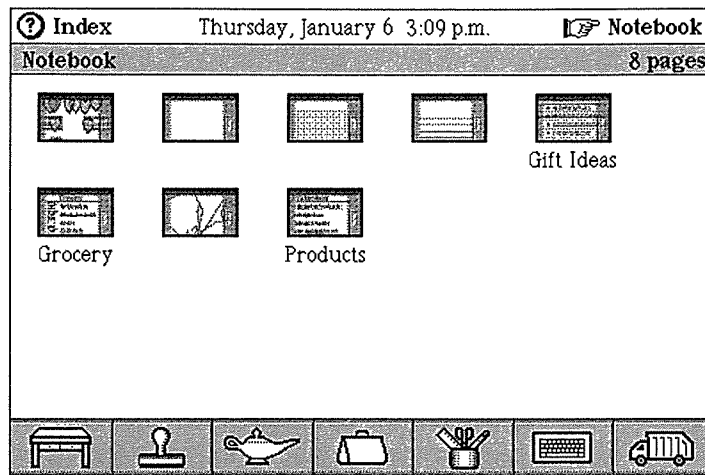 ? Index Thursday, January 6 3:09 p.m. Notebook
Notebook 8 pages
Gift Ideas
Grocery Products